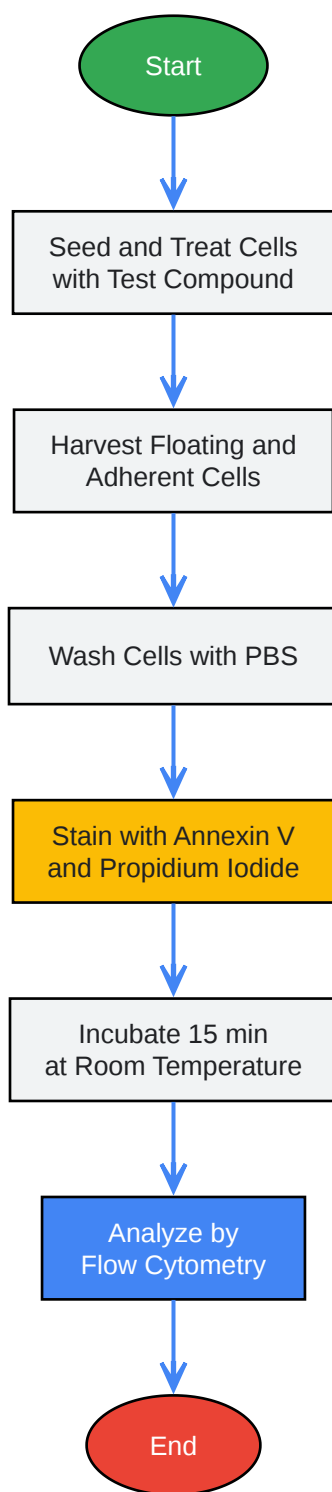 Start
Seed and Treat Cells
with Test Compound
Harvest Floating and
Adherent Cells
Wash Cells with PBS
Stain with Annexin V
and Propidium Iodide
Incubate 15 min
at Room Temperature
Analyze by
Flow Cytometry
End